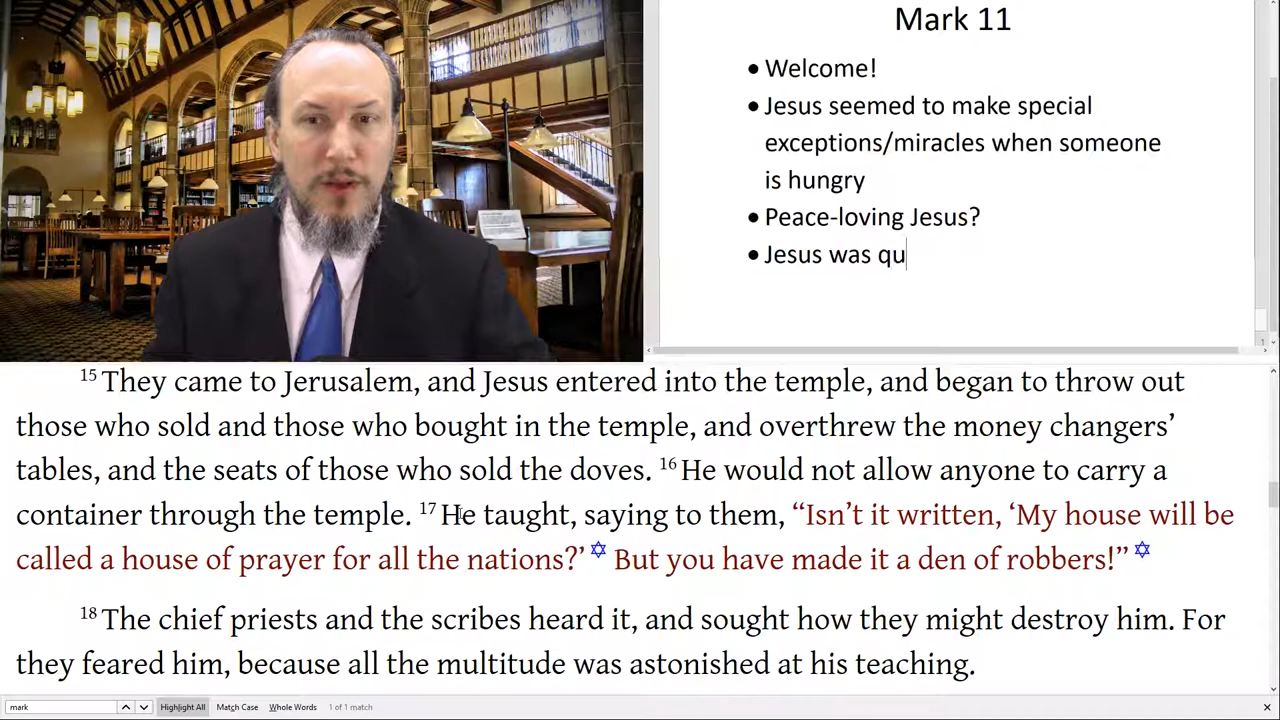 Mark 11
• Welcome!
• Jesus seemed to make special
exceptions/miracles when someone
is hungry
• Peace-loving Jesus?
• Jesus was qu
15 They came to Jerusalem, and Jesus entered into the temple, and began to throw out
those who sold and those who bought in the temple, and overthrew the money changers’
tables, and the seats of those who sold the doves. 16 He would not allow anyone to carry a
container through the temple. 17 He taught, saying to them, “Isn’t it written, ‘My house will be
called a house of prayer for all the nations?’✡ But you have made it a den of robbers!”✡
18 The chief priests and the scribes heard it, and sought how they might destroy him. For
they feared him, because all the multitude was astonished at his teaching.
mark Highlight All Match Case Whole Words 1 of 1 match